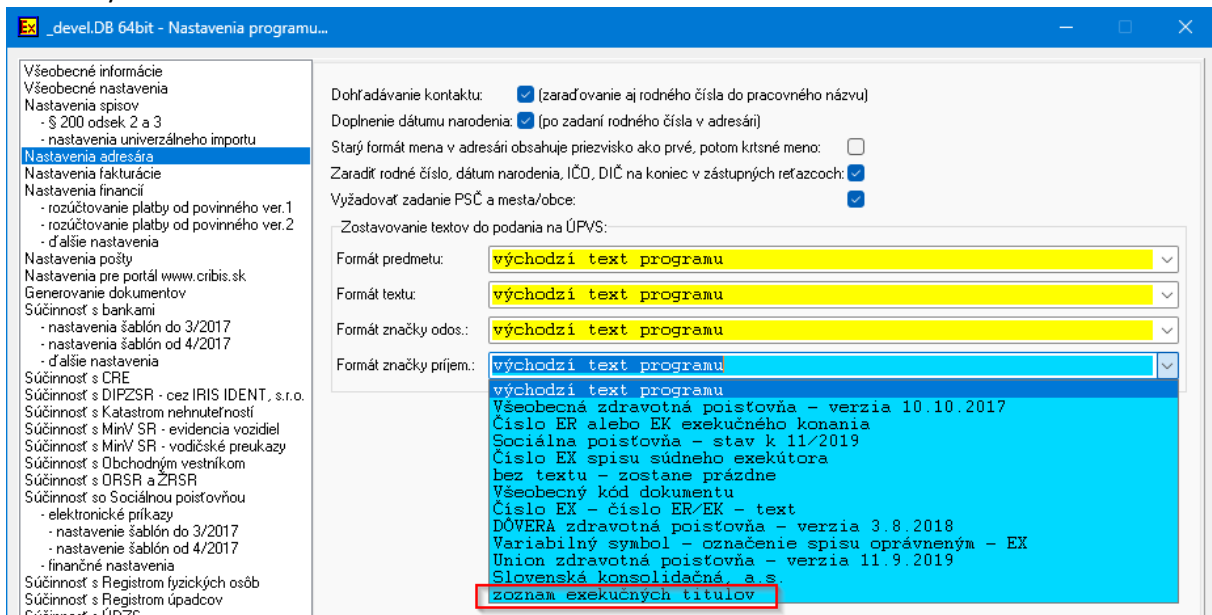 _devel.DB 64bit - Nastavenia programu...
Všeobecné informácie
Všeobecné nastavenia
Nastavenia spisov
- § 200 odsek 2 a 3
- nastavenia univerzálneho importu
Nastavenia adresára
Nastavenia fakturácie
Nastavenia financií
- rozúčtovanie platby od povinného ver.1
- rozúčtovanie platby od povinného ver.2
- ďalšie nastavenia
Nastavenia pošty
Nastavenia pre portál www.cribis.sk
Generovanie dokumentov
Súčinnosť s bankami
- nastavenia šablón do 3/2017
- nastavenia šablón od 4/2017
- ďalšie nastavenia
Súčinnosť s CRE
Súčinnosť s DIPZSR - cez IRIS IDENT, s.r.o.
Súčinnosť s Katastrom nehnuteľností
Súčinnosť s MinV SR - evidencia vozidiel
Súčinnosť s MinV SR - vodičské preukazy
Súčinnosť s Obchodným vestníkom
Súčinnosť s ORSR a ŽRSR
Súčinnosť so Sociálnou poisťovňou
- elektronické príkazy
- nastavenie šablón do 3/2017
- nastavenie šablón od 4/2017
- finančné nastavenia
Súčinnosť s Registrom fyzických osôb
Súčinnosť s Registrom úpadcov
Dohľadávanie kontaktu: (zaraďovanie aj rodného čísla do pracovného názvu)
Doplnenie dátumu narodenia: (po zadaní rodného čísla v adresári)
Starý formát mena v adresári obsahuje priezvisko ako prvé, potom krtsné meno:
Zaradiť rodné číslo, dátum narodenia, IČO, DIČ na koniec v zástupných reťazcoch:
Vyžadovať zadanie PSČ a mesta/obce:
Zostavovanie textov do podania na ÚPVS:
Formát predmetu: východzí text programu
Formát textu: východzí text programu
Formát značky odos.: východzí text programu
Formát značky príjem.: východzí text programu
východzí text programu
Všeobecná zdravotná poisťovňa - verzia 10.10.2017
Číslo ER alebo EK exekučného konania
Sociálna poisťovňa - stav k 11/2019
Číslo EX spisu súdneho exekútora
bez textu - zostane prázdne
Všeobecný kód dokumentu
Číslo EX - číslo ER/EK - text
DÔVERA zdravotná poisťovňa - verzia 3.8.2018
Variabilný symbol - označenie spisu oprávneným - EX
Union zdravotná poisťovňa - verzia 11.9.2019
Slovenská konsolidačná, a.s.
zoznam exekučných titulov